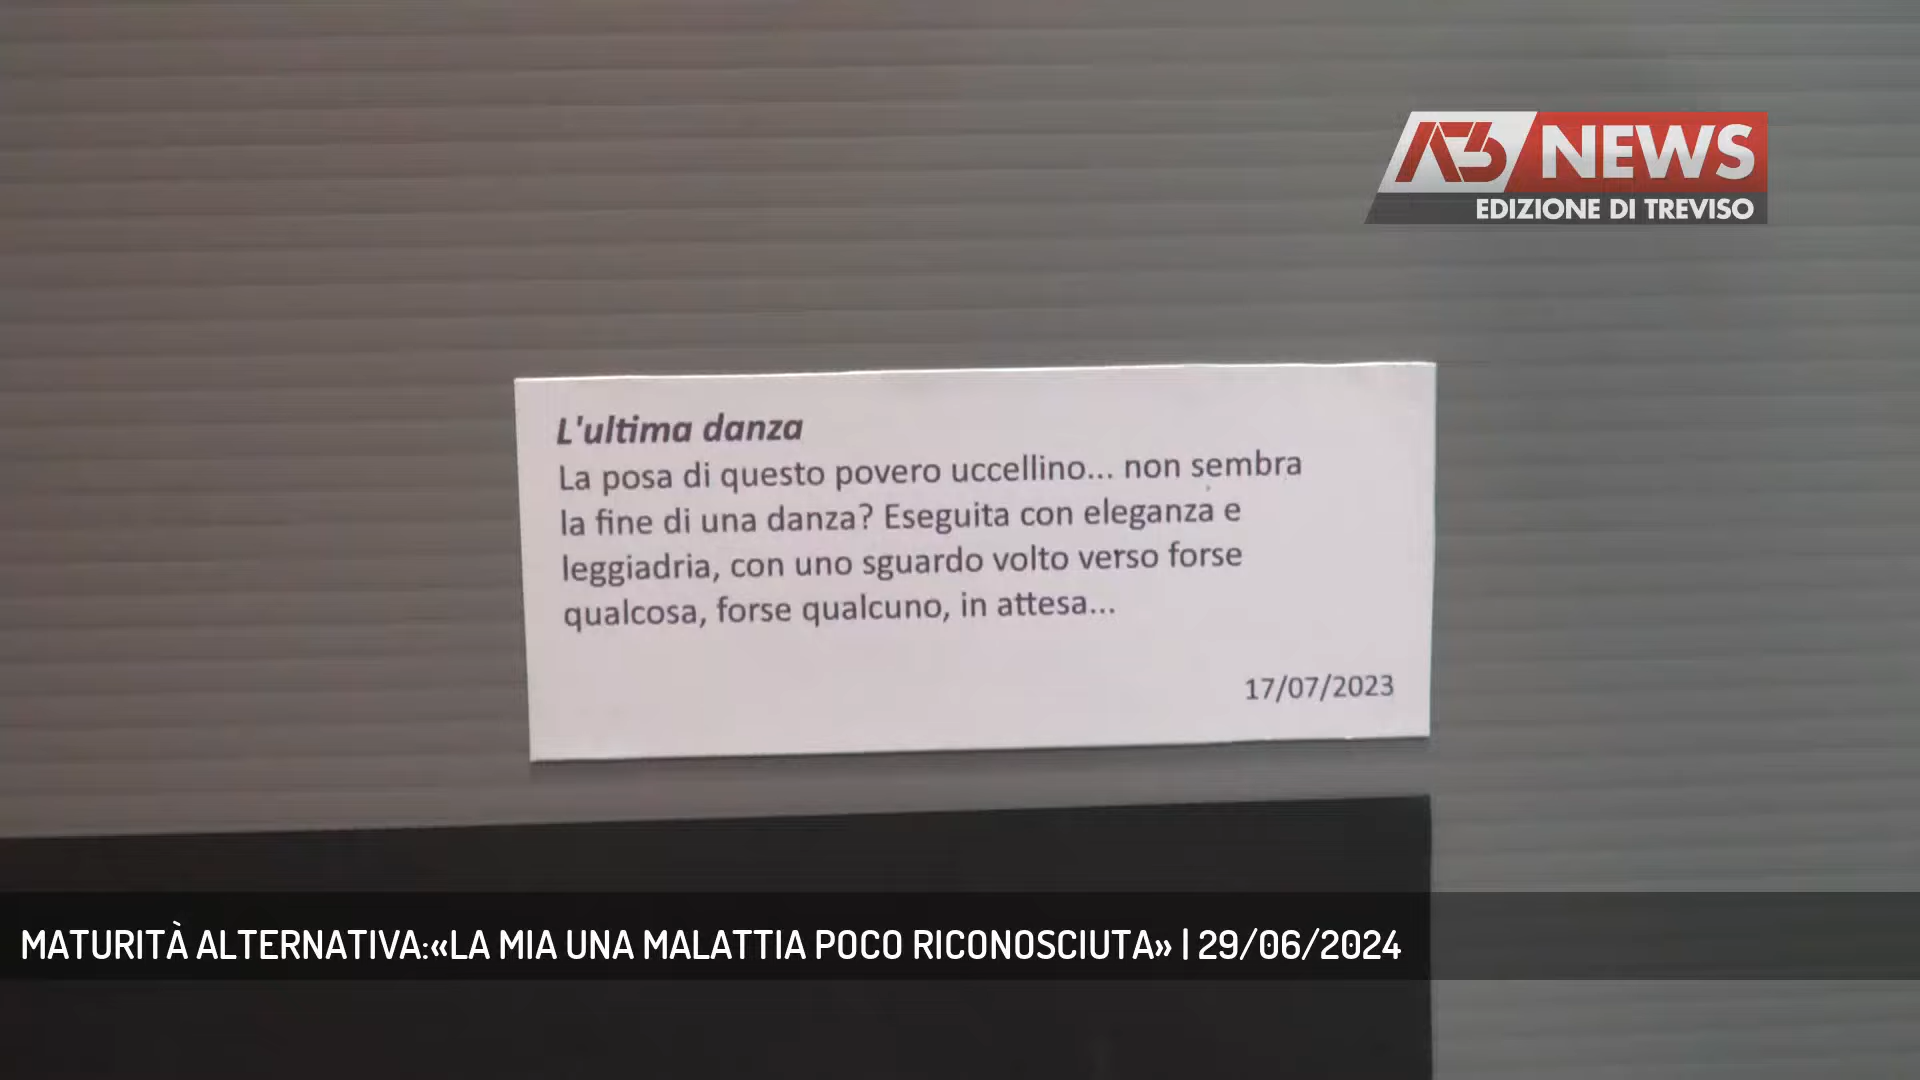 A3 NEWS
EDIZIONE DI TREVISO
L'ultima danza
La posa di questo povero uccellino... non sembra
la fine di una danza? Eseguita con eleganza e
leggiadria, con uno sguardo volto verso forse
qualcosa, forse qualcuno, in attesa...
17/07/2023
MATURITÀ ALTERNATIVA:«LA MIA UNA MALATTIA POCO RICONOSCIUTA» | 29/06/2024